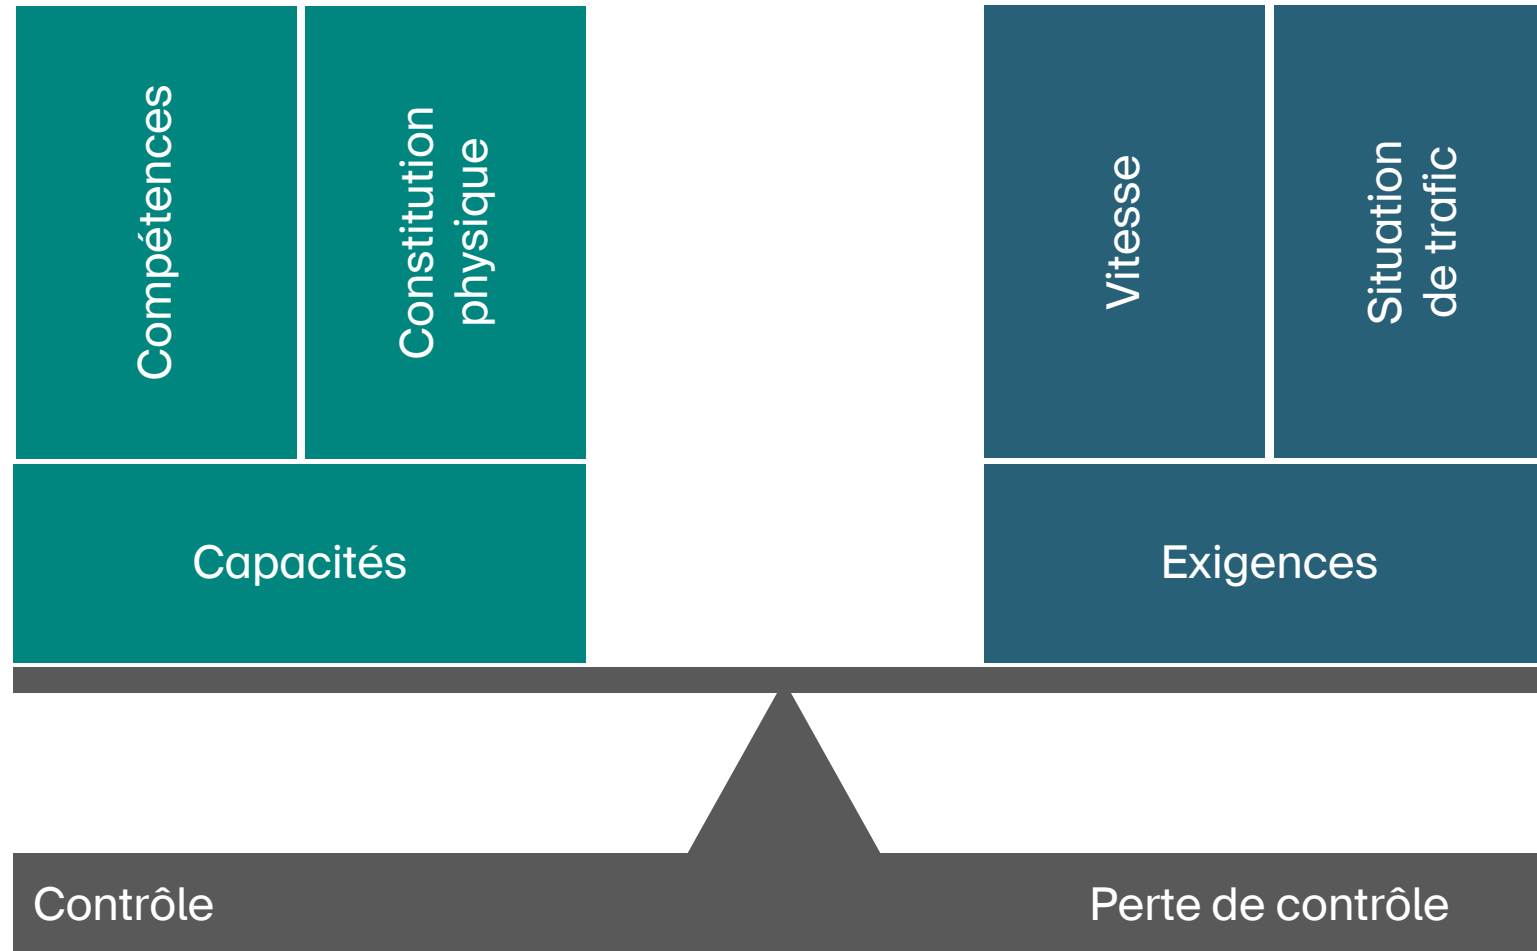 Compétences
Constitution
physique
Vitesse
Situation
de trafic
Capacités
Exigences
Contrôle
Perte de contrôle